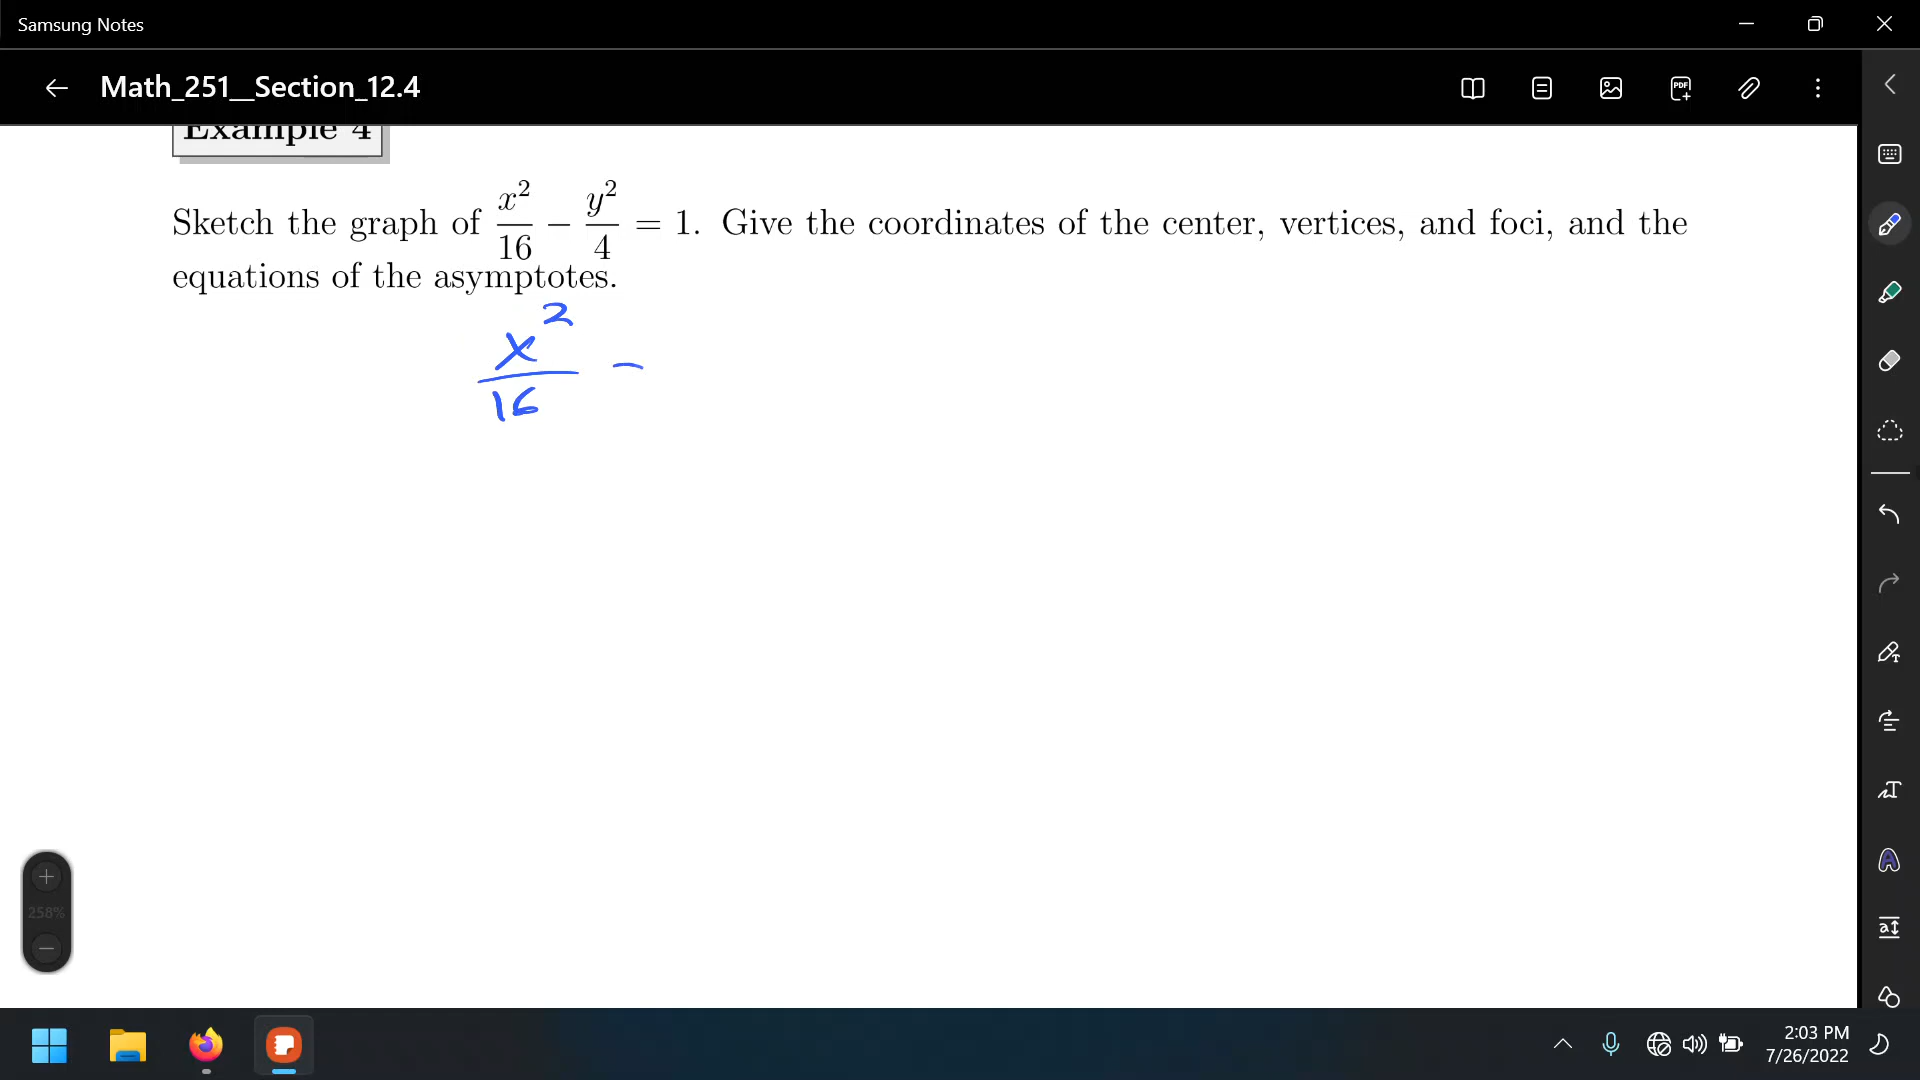 Samsung Notes
Math_251__Section_12.4
PDF
Example 4
Sketch the graph of x²/16 − y²/4 = 1. Give the coordinates of the center, vertices, and foci, and the
equations of the asymptotes.
x²/16 −
258%
2:03 PM
7/26/2022